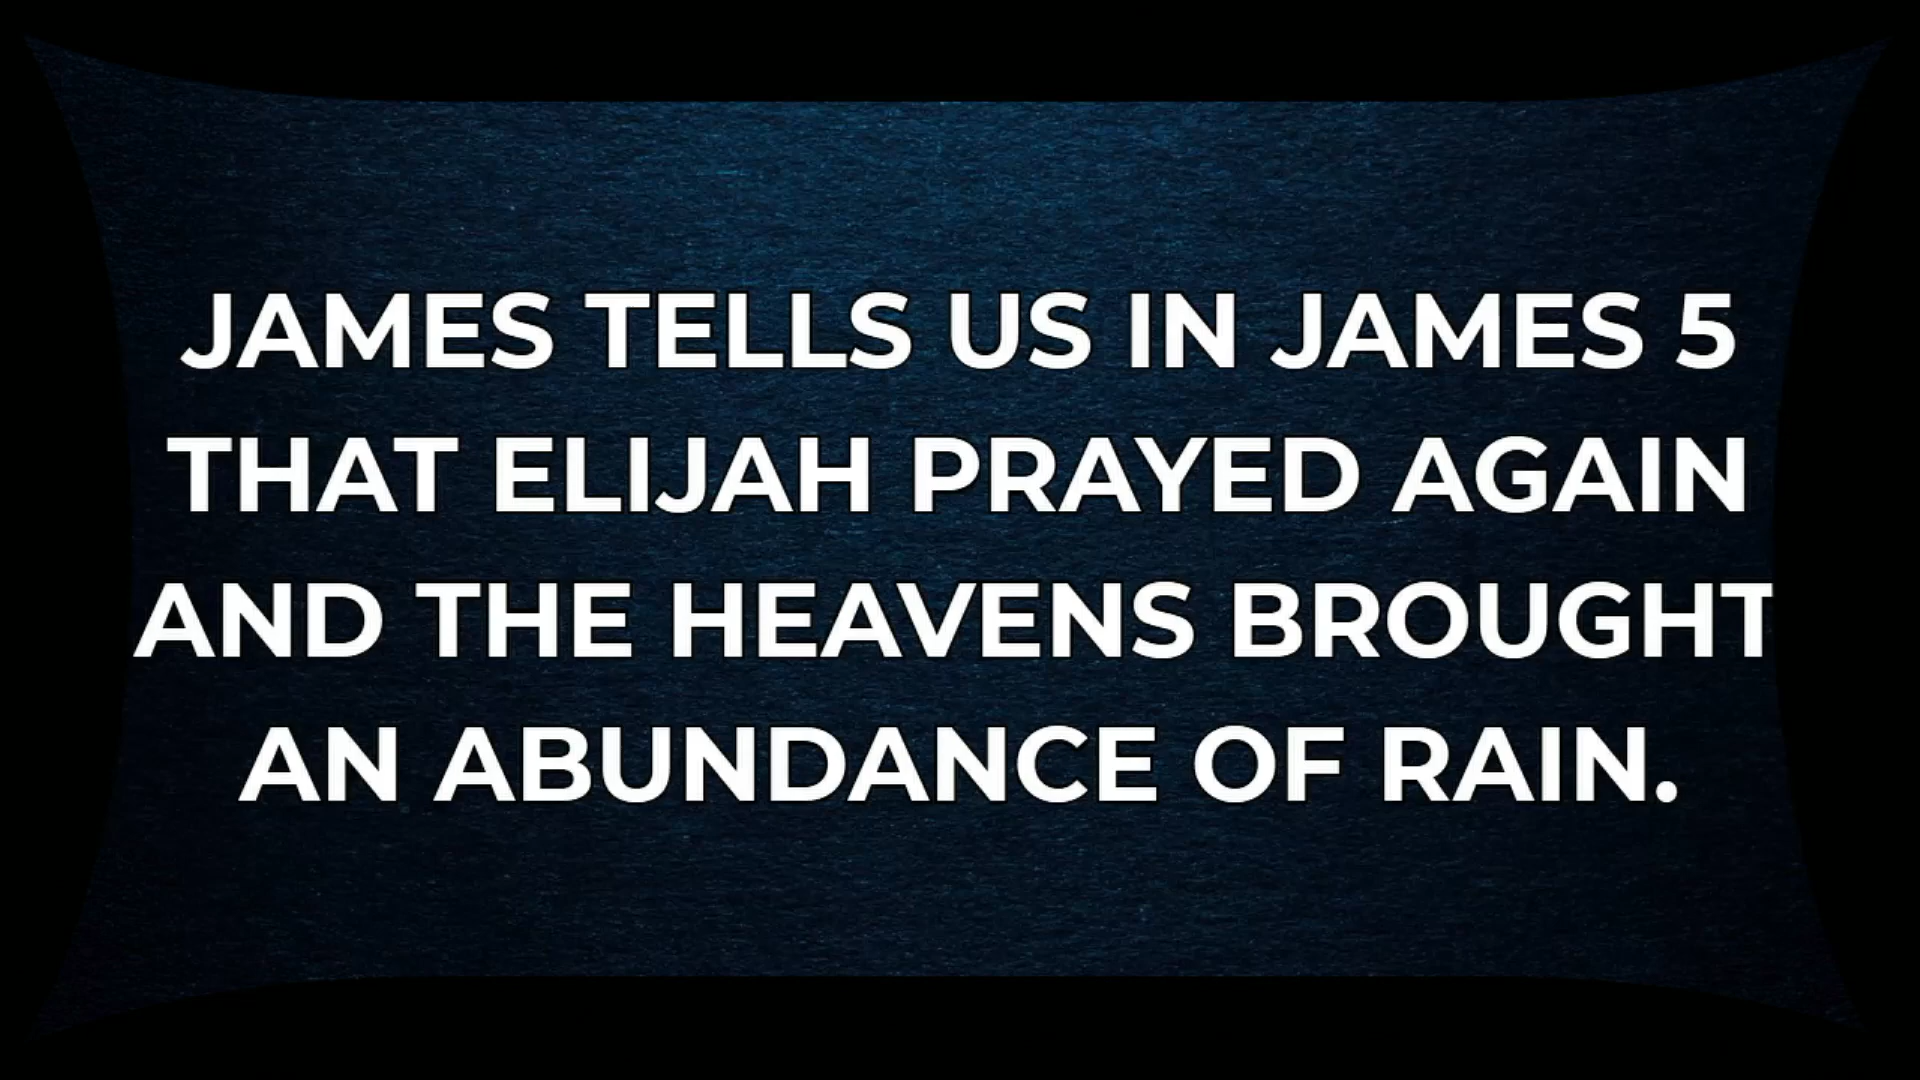 JAMES TELLS US IN JAMES 5
THAT ELIJAH PRAYED AGAIN
AND THE HEAVENS BROUGHT
AN ABUNDANCE OF RAIN.